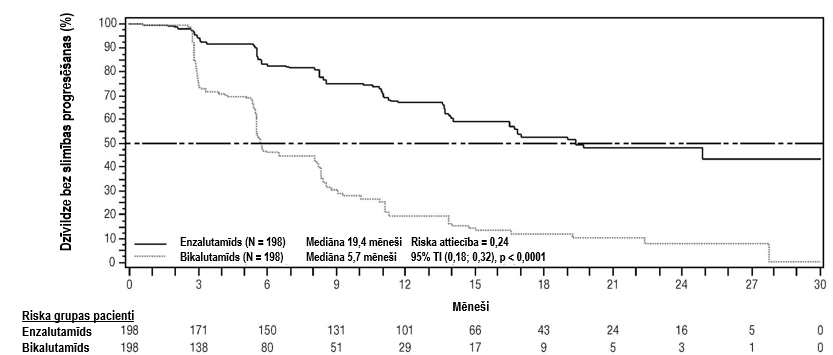 Dzīvildze bez slimības progresēšanas (%)
100
90
80
70
60
50
40
30
20
10
0
Enzalutamīds (N = 198) Mediāna 19,4 mēneši Riska attiecība = 0,24
Bikalutamīds (N = 198) Mediāna 5,7 mēneši 95% TI (0,18; 0,32), p < 0,0001
0 3 6 9 12 15 18 21 24 27 30
Mēneši
Riska grupas pacienti
Enzalutamīds 198 171 150 131 101 66 43 24 16 5 0
Bikalutamīds 198 138 80 51 29 17 9 5 3 1 0